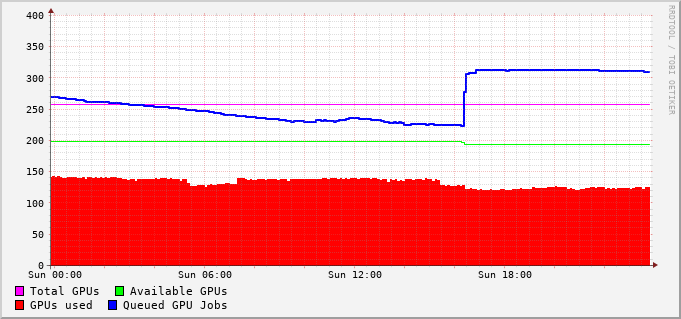 400
350
300
250
200
150
100
50
0
Sun 00:00 Sun 06:00 Sun 12:00 Sun 18:00
Total GPUs Available GPUs
GPUs used Queued GPU Jobs
RRDTOOL / TOBI OETIKER